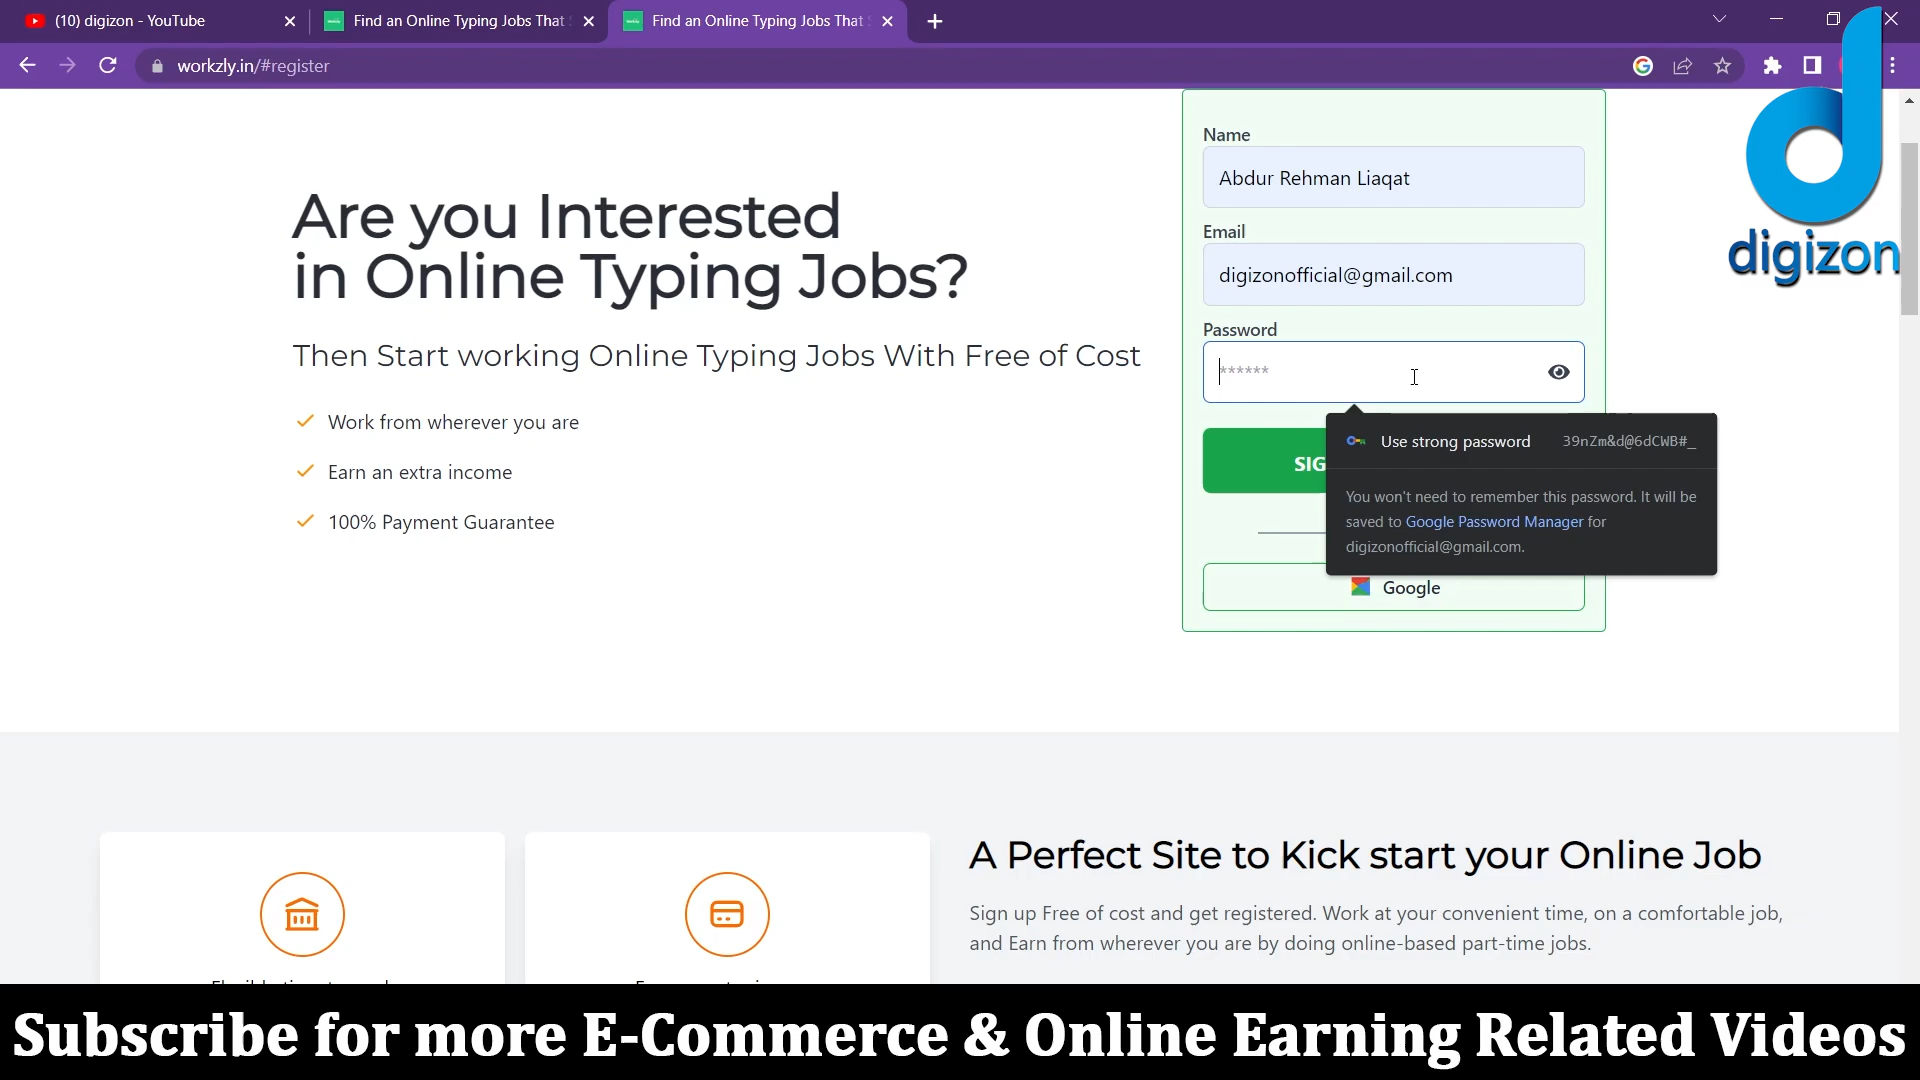 (10) digizon - YouTube
Find an Online Typing Jobs That
Find an Online Typing Jobs That
workzly.in/#register
digizon
Are you Interested
in Online Typing Jobs?
Then Start working Online Typing Jobs With Free of Cost
Work from wherever you are
Earn an extra income
100% Payment Guarantee
Name
Abdur Rehman Liaqat
Email
digizonofficial@gmail.com
Password
******
SIG
Use strong password 39nZm&d@6dCWB#_
You won't need to remember this password. It will be
saved to Google Password Manager for
digizonofficial@gmail.com.
Google
A Perfect Site to Kick start your Online Job
Sign up Free of cost and get registered. Work at your convenient time, on a comfortable job,
and Earn from wherever you are by doing online-based part-time jobs.
Subscribe for more E-Commerce & Online Earning Related Videos